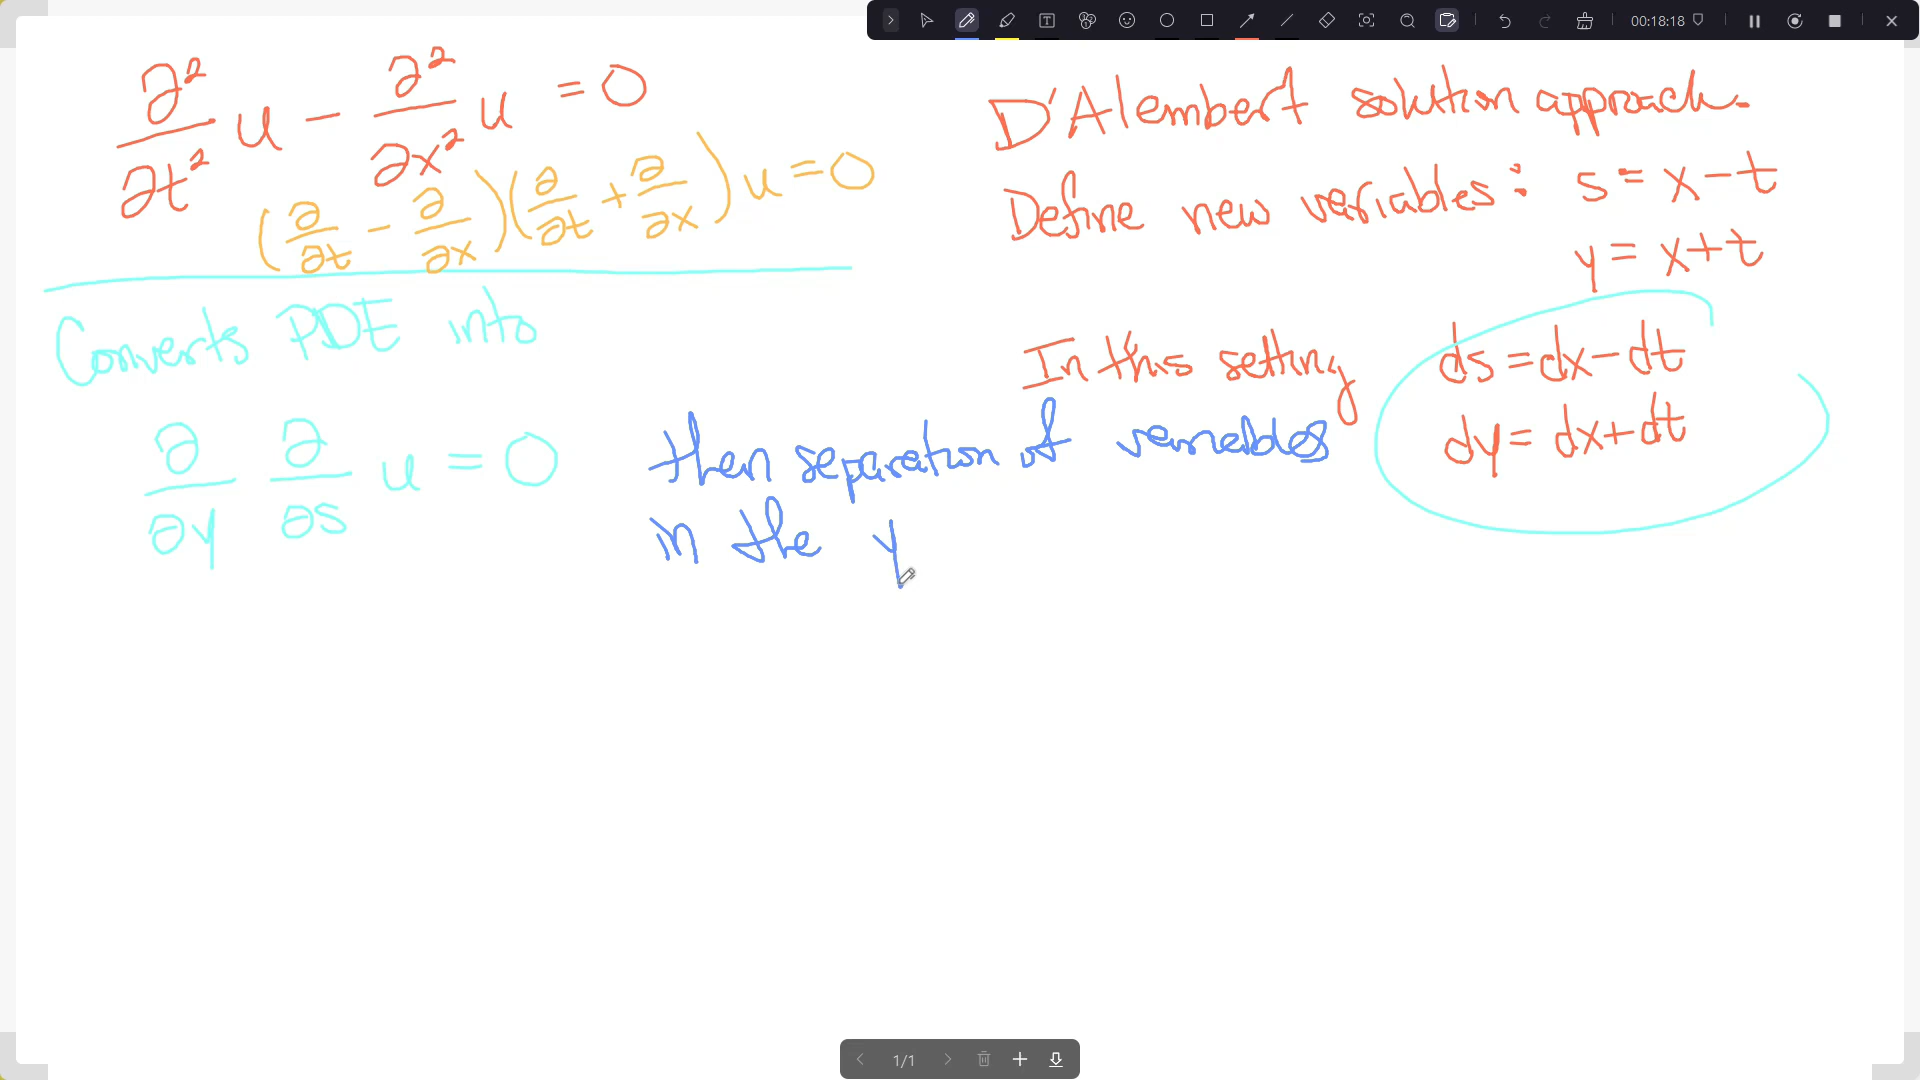 00:18:18
∂²/∂t² u − ∂²/∂x² u = 0
(∂/∂t − ∂/∂x)(∂/∂t + ∂/∂x) u = 0
Converts PDE into
∂/∂y ∂/∂s u = 0
D'Alembert solution approach.
Define new variables: s = x − t
y = x + t
In this setting ds = dx − dt
dy = dx + dt
then separation of variables
in the y
1/1